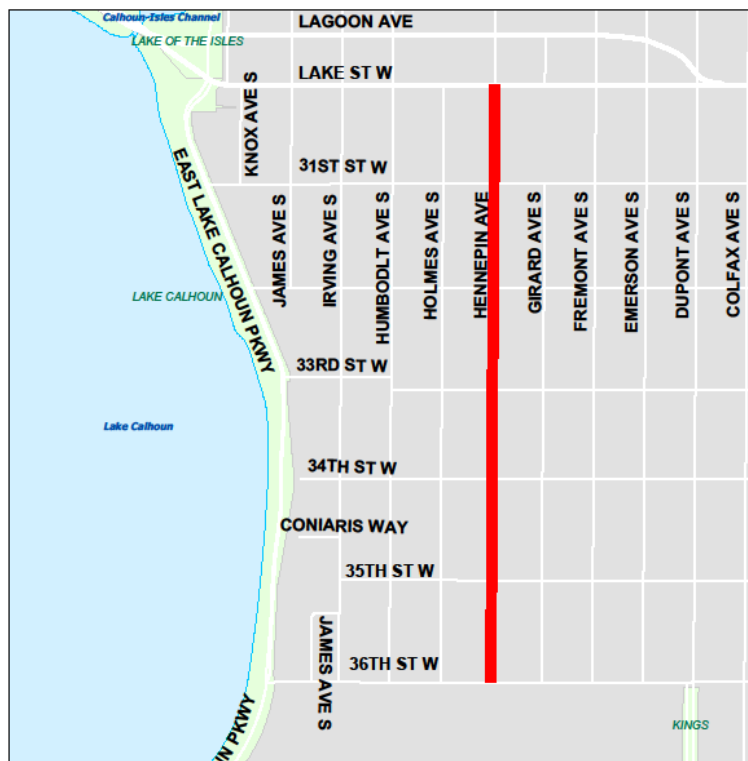 Calhoun-Isles Channel
LAGOON AVE
LAKE OF THE ISLES
LAKE ST W
KNOX AVE S
31ST ST W
EAST LAKE CALHOUN PKWY
JAMES AVE S
IRVING AVE S
HUMBODLT AVE S
HOLMES AVE S
HENNEPIN AVE
GIRARD AVE S
FREMONT AVE S
EMERSON AVE S
DUPONT AVE S
COLFAX AVE S
LAKE CALHOUN
33RD ST W
Lake Calhoun
34TH ST W
CONIARIS WAY
35TH ST W
JAMES AVE S
36TH ST W
KINGS
UN PKWY